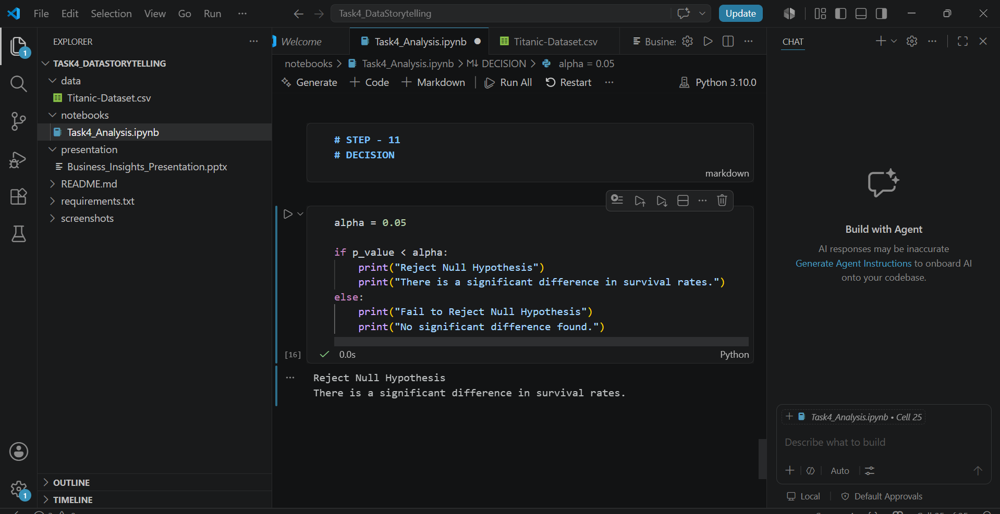 File Edit Selection View Go Run ··· Task4_DataStorytelling Update
EXPLORER
1
TASK4_DATASTORYTELLING
data
Titanic-Dataset.csv
notebooks
Task4_Analysis.ipynb
presentation
Business_Insights_Presentation.pptx
README.md
requirements.txt
screenshots
OUTLINE
1
TIMELINE
Welcome Task4_Analysis.ipynb Titanic-Dataset.csv Busine
notebooks > Task4_Analysis.ipynb > M↓ DECISION > alpha = 0.05
Generate + Code + Markdown Run All Restart ··· Python 3.10.0
# STEP - 11
# DECISION
markdown
alpha = 0.05
if p_value < alpha:
print("Reject Null Hypothesis")
print("There is a significant difference in survival rates.")
else:
print("Fail to Reject Null Hypothesis")
print("No significant difference found.")
[16] 0.0s Python
Reject Null Hypothesis
There is a significant difference in survival rates.
CHAT
Build with Agent
AI responses may be inaccurate
Generate Agent Instructions to onboard AI
onto your codebase.
+ Task4_Analysis.ipynb • Cell 25
Describe what to build
Auto
Local Default Approvals